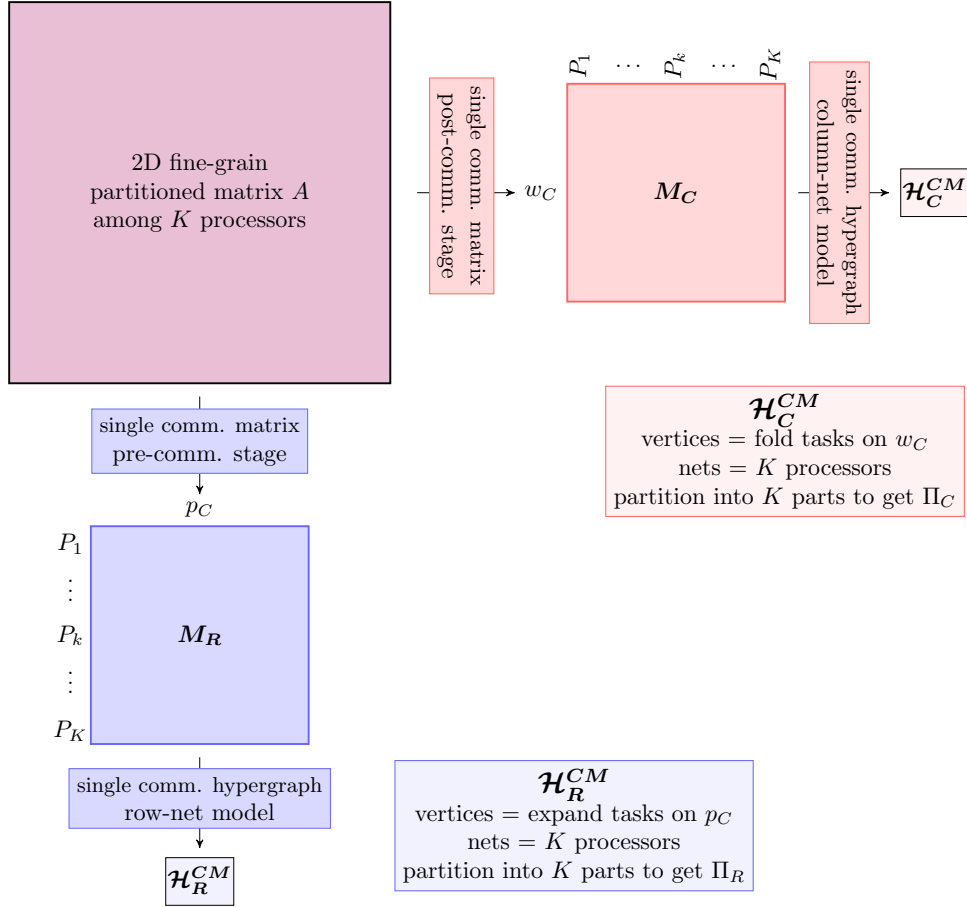 2D fine-grain
partitioned matrix A
among K processors
single comm. matrix
post-comm. stage
w_C
P_1 ⋯ P_k ⋯ P_K
M_C
single comm. hypergraph
column-net model
ℋ_C^{CM}
single comm. matrix
pre-comm. stage
p_C
P_1
⋮
P_k
⋮
P_K
M_R
single comm. hypergraph
row-net model
ℋ_R^{CM}
ℋ_C^{CM}
vertices = fold tasks on w_C
nets = K processors
partition into K parts to get Π_C
ℋ_R^{CM}
vertices = expand tasks on p_C
nets = K processors
partition into K parts to get Π_R